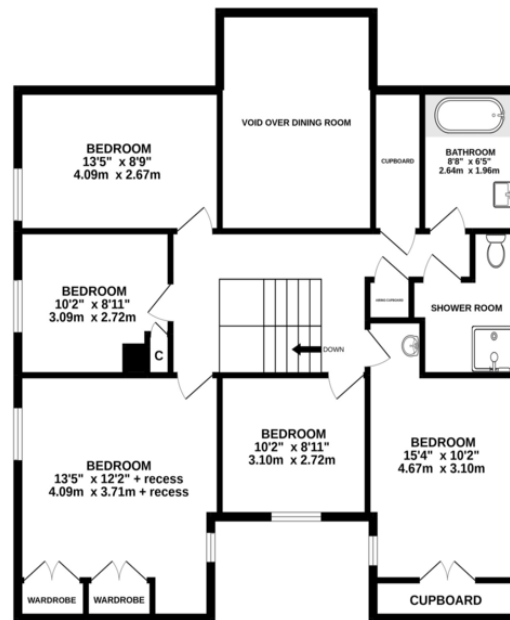 VOID OVER DINING ROOM
BEDROOM
13'5" x 8'9"
4.09m x 2.67m
CUPBOARD
BATHROOM
8'8" x 6'5"
2.64m x 1.96m
BEDROOM
10'2" x 8'11"
3.09m x 2.72m
C
SHOWER ROOM
DOWN
BEDROOM
13'5" x 12'2" + recess
4.09m x 3.71m + recess
BEDROOM
10'2" x 8'11"
3.10m x 2.72m
BEDROOM
15'4" x 10'2"
4.67m x 3.10m
WARDROBE
WARDROBE
CUPBOARD